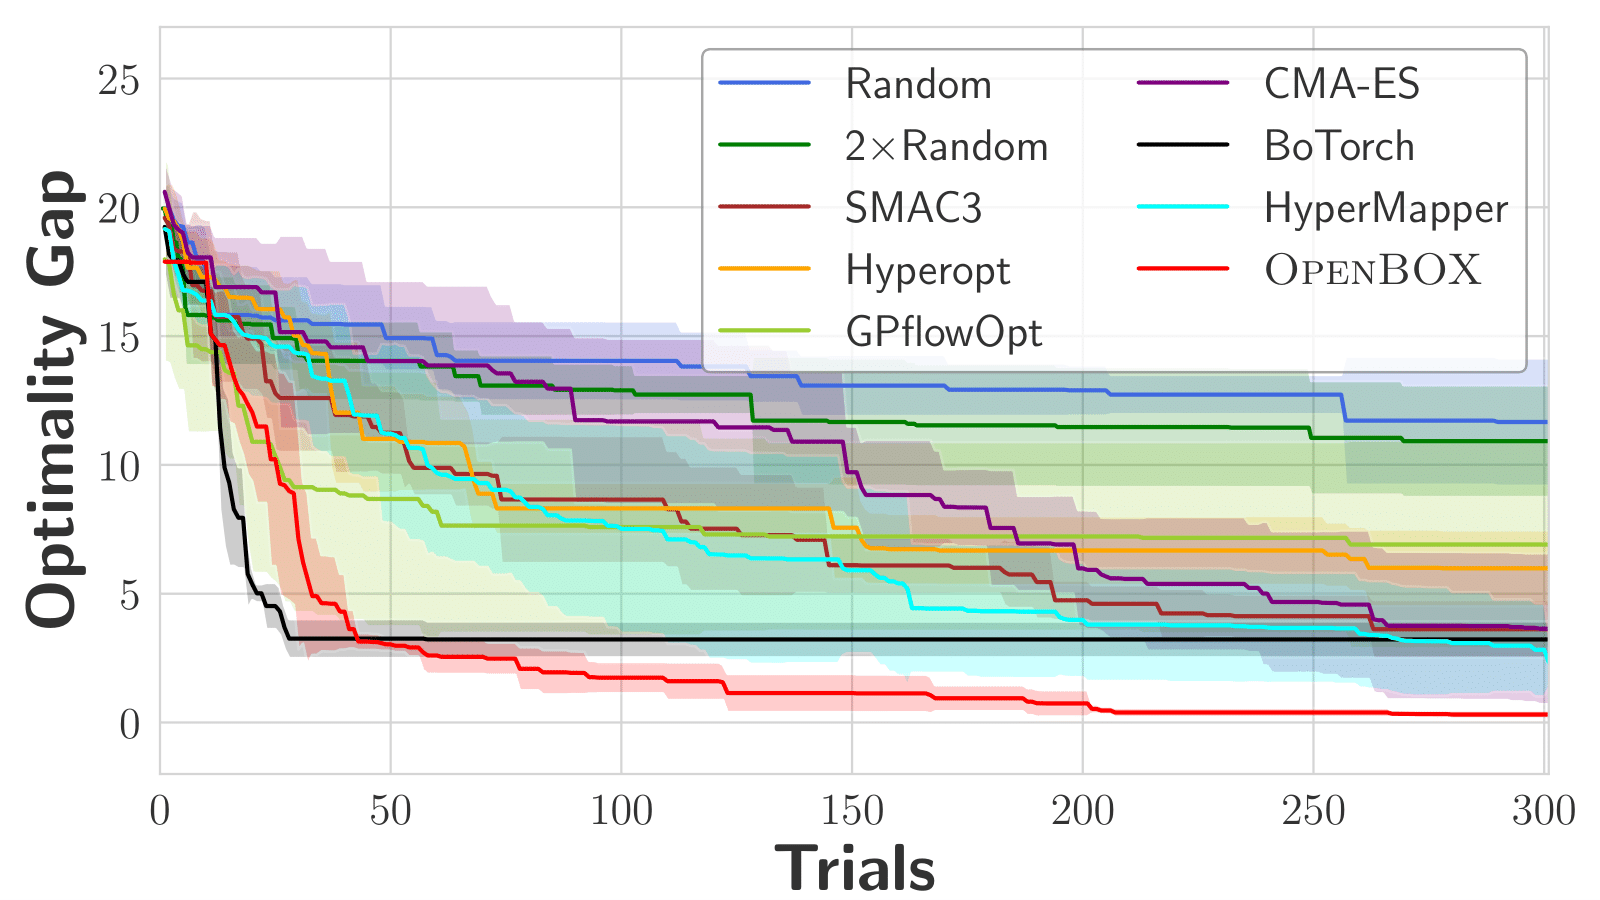 Optimality Gap
25
20
15
10
5
0
Random
2×Random
SMAC3
Hyperopt
GPflowOpt
CMA-ES
BoTorch
HyperMapper
OPENBOX
0 50 100 150 200 250 300
Trials